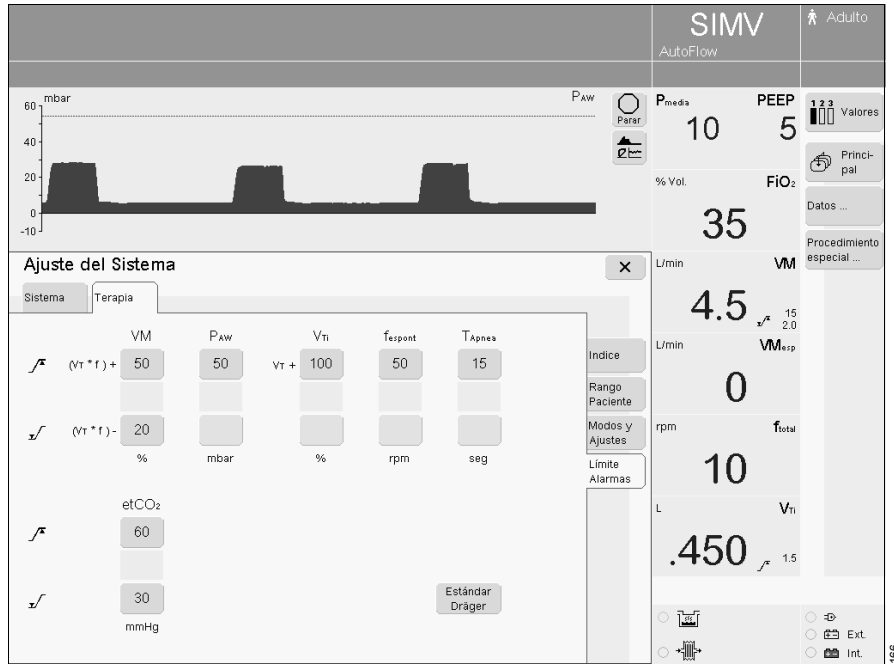 SIMV
AutoFlow
Adulto
mbar
PAW
60
40
20
0
-10
Parar
Pmedia PEEP
10 5
% Vol. FiO₂
35
L/min VM
4.5 15
2.0
L/min VMesp
0
rpm ftotal
10
L VTi
.450 1.5
1 2 3 Valores
Princi-
pal
Datos ...
Procedimiento
especial ...
Ext.
Int.
Ajuste del Sistema
Sistema Terapia
VM PAW VTi fespont TApnea
(VT * f ) + 50 50 VT + 100 50 15
(VT * f ) - 20
% mbar % rpm seg
etCO₂
60
30
mmHg
Estándar
Dräger
Indice
Rango
Paciente
Modos y
Ajustes
Límite
Alarmas